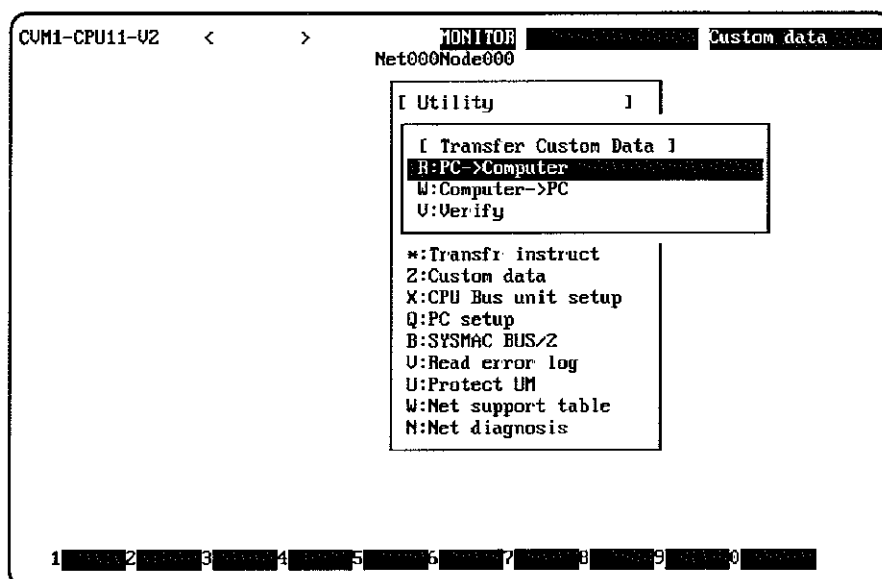 CVM1-CPU11-V2 < > MONITOR Custom data
Net000Node000
[ Utility ]
[ Transfer Custom Data ]
R:PC->Computer
W:Computer->PC
V:Verify
*:Transfr instruct
Z:Custom data
X:CPU Bus unit setup
Q:PC setup
B:SYSMAC BUS/2
V:Read error log
U:Protect UM
W:Net support table
N:Net diagnosis
1 2 3 4 5 6 7 8 9 0